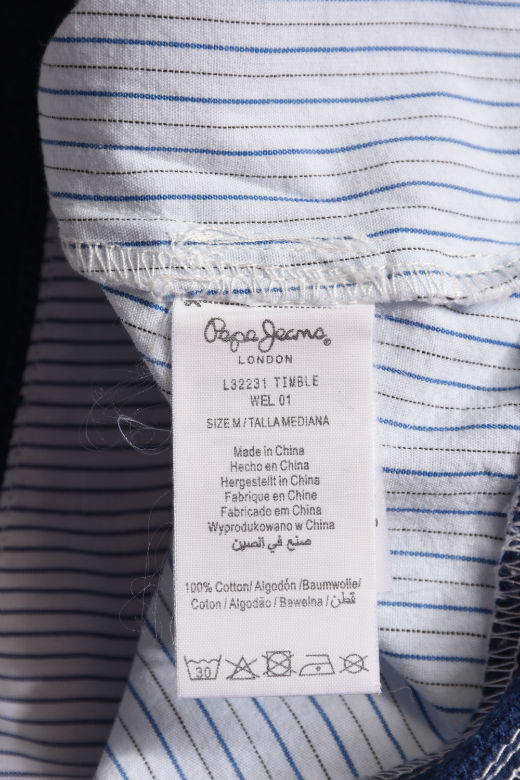 Pepe Jeans
LONDON
L32231 TIMBLE
WEL 01
SIZE M / TALLA MEDIANA
Made in China
Hecho en China
Hergestellt in China
Fabrique en Chine
Fabricado em China
Wyprodukowano w China
صنع في الصين
100% Cotton/ Algodón /Baumwolle/
Coton / Algodão / Bawelna / قطن
30